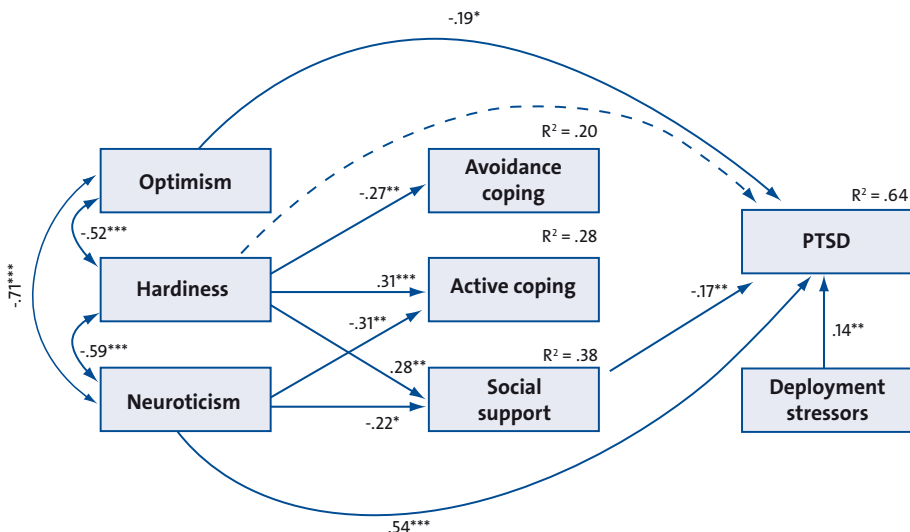 -.19*
R² = .20
Optimism
Avoidance
coping
-.27**
R² = .64
PTSD
-.52***
R² = .28
-.71***
Hardiness
.31***
Active coping
-.17**
-.31**
.14**
-.59***
R² = .38
.28**
Neuroticism
Social
support
-.22*
Deployment
stressors
.54***